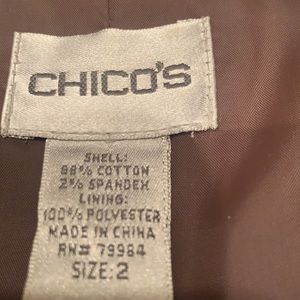 CHICO'S
SHELL:
98% COTTON
2% SPANDEX
LINING:
100% POLYESTER
MADE IN CHINA
RN# 79984
SIZE: 2